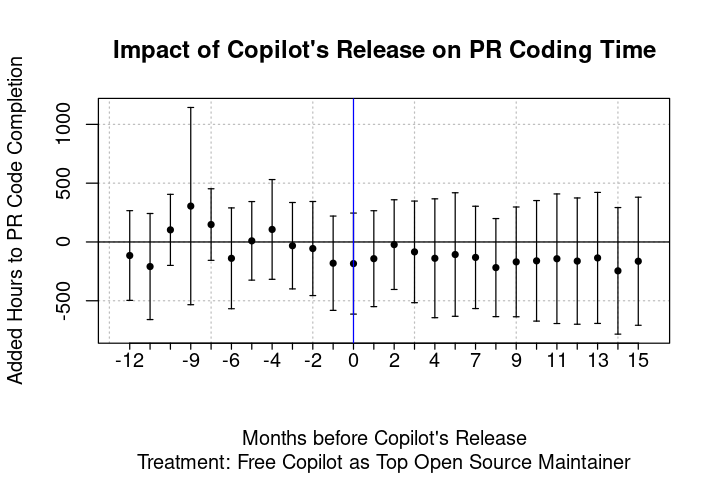 Impact of Copilot's Release on PR Coding Time
Added Hours to PR Code Completion
1000
500
0
-500
-12 -9 -6 -4 -2 0 2 4 7 9 11 13 15
Months before Copilot's Release
Treatment: Free Copilot as Top Open Source Maintainer